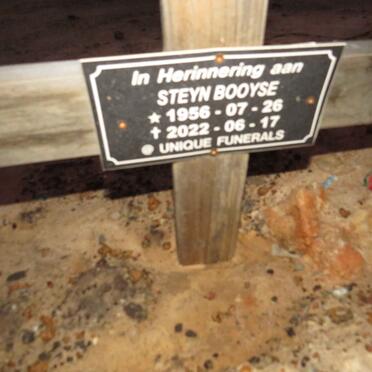 In Herinnering aan
STEYN BOOYSE
★ 1956 - 07 - 26
✝ 2022 - 06 - 17
UNIQUE FUNERALS